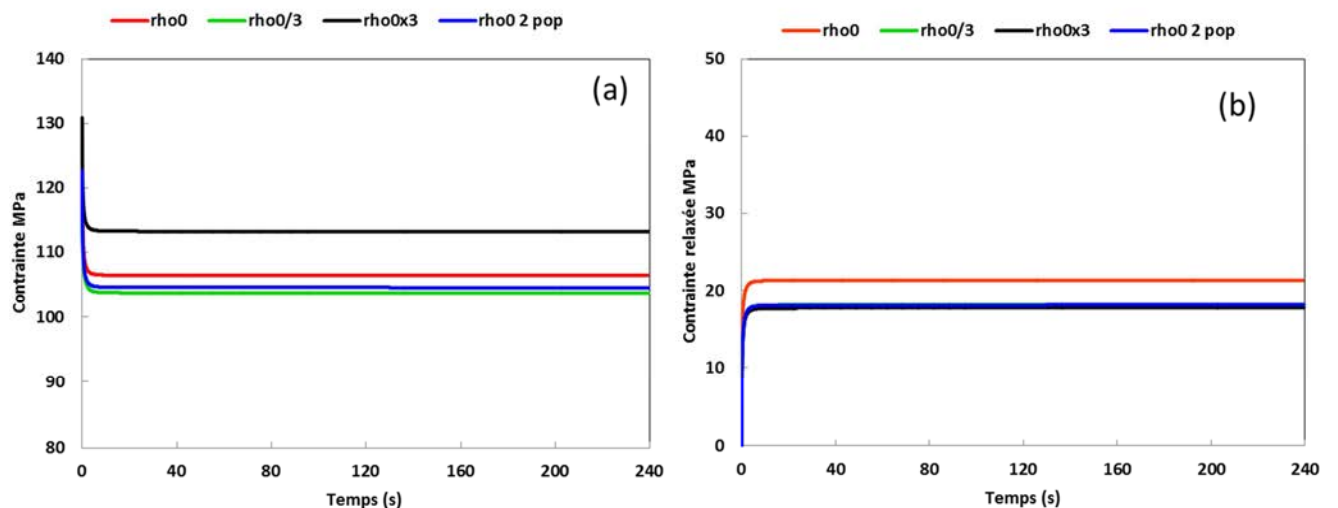 rho0 rho0/3 rho0x3 rho0 2 pop
(a)
Contrainte MPa
140
130
120
110
100
90
80
0 40 80 120 160 200 240
Temps (s)
rho0 rho0/3 rho0x3 rho0 2 pop
(b)
Contrainte relaxée MPa
50
40
30
20
10
0
0 40 80 120 160 200 240
Temps (s)